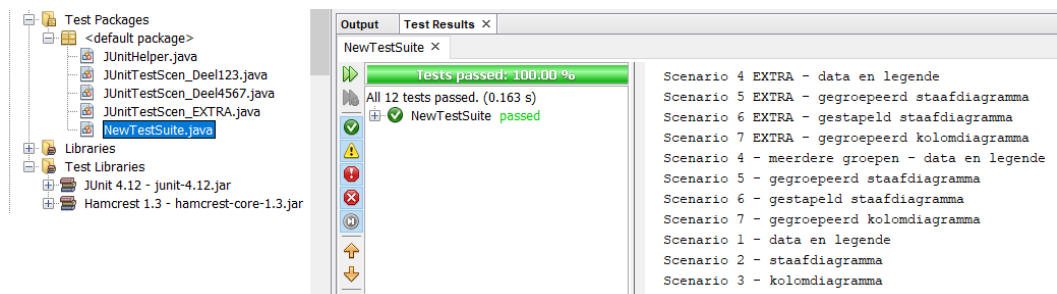 Test Packages
<default package>
JUnitHelper.java
JUnitTestScen_Deel123.java
JUnitTestScen_Deel4567.java
JUnitTestScen_EXTRA.java
NewTestSuite.java
Libraries
Test Libraries
JUnit 4.12 - junit-4.12.jar
Hamcrest 1.3 - hamcrest-core-1.3.jar
Output
Test Results ×
NewTestSuite ×
Tests passed: 100.00 %
All 12 tests passed. (0.163 s)
NewTestSuite passed
Scenario 4 EXTRA - data en legende
Scenario 5 EXTRA - gegroepeerd staafdiagramma
Scenario 6 EXTRA - gestapeld staafdiagramma
Scenario 7 EXTRA - gegroepeerd kolomdiagramma
Scenario 4 - meerdere groepen - data en legende
Scenario 5 - gegroepeerd staafdiagramma
Scenario 6 - gestapeld staafdiagramma
Scenario 7 - gegroepeerd kolomdiagramma
Scenario 1 - data en legende
Scenario 2 - staafdiagramma
Scenario 3 - kolomdiagramma